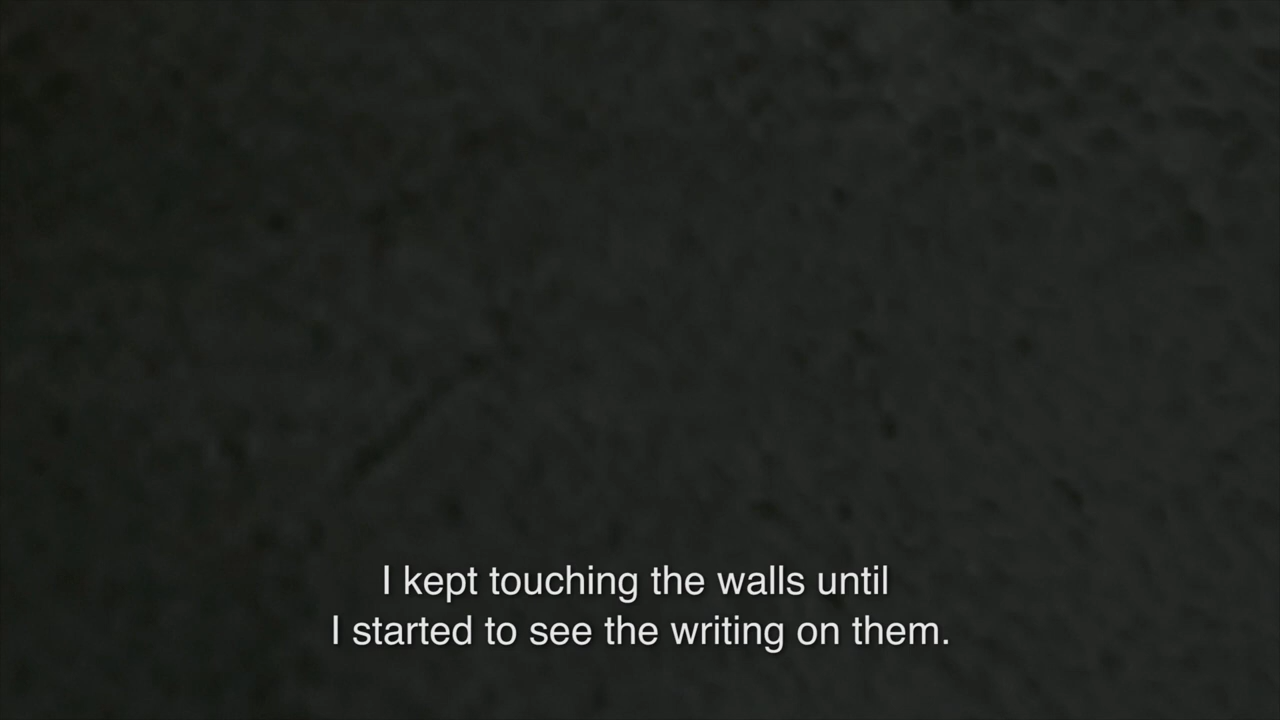 I kept touching the walls until
I started to see the writing on them.